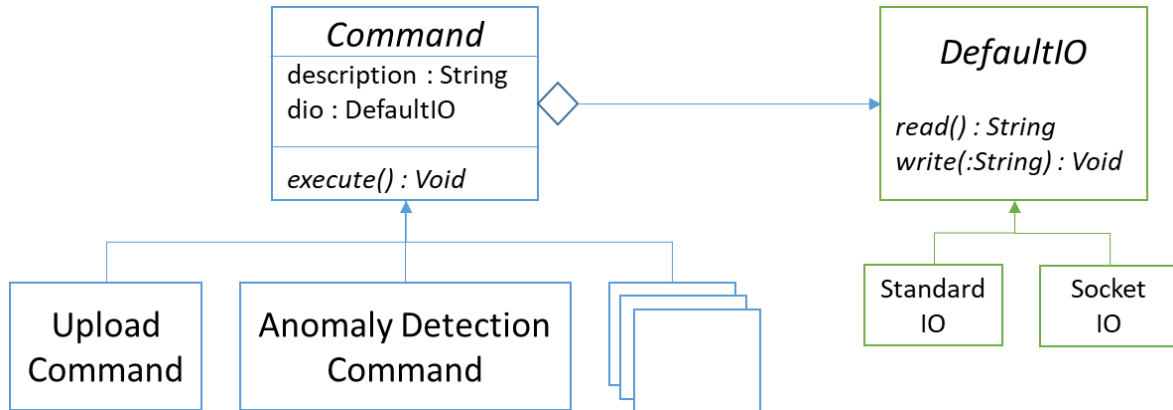 Command
description : String
dio : DefaultIO
execute() : Void
DefaultIO
read() : String
write(:String) : Void
Upload
Command
Anomaly Detection
Command
Standard
IO
Socket
IO